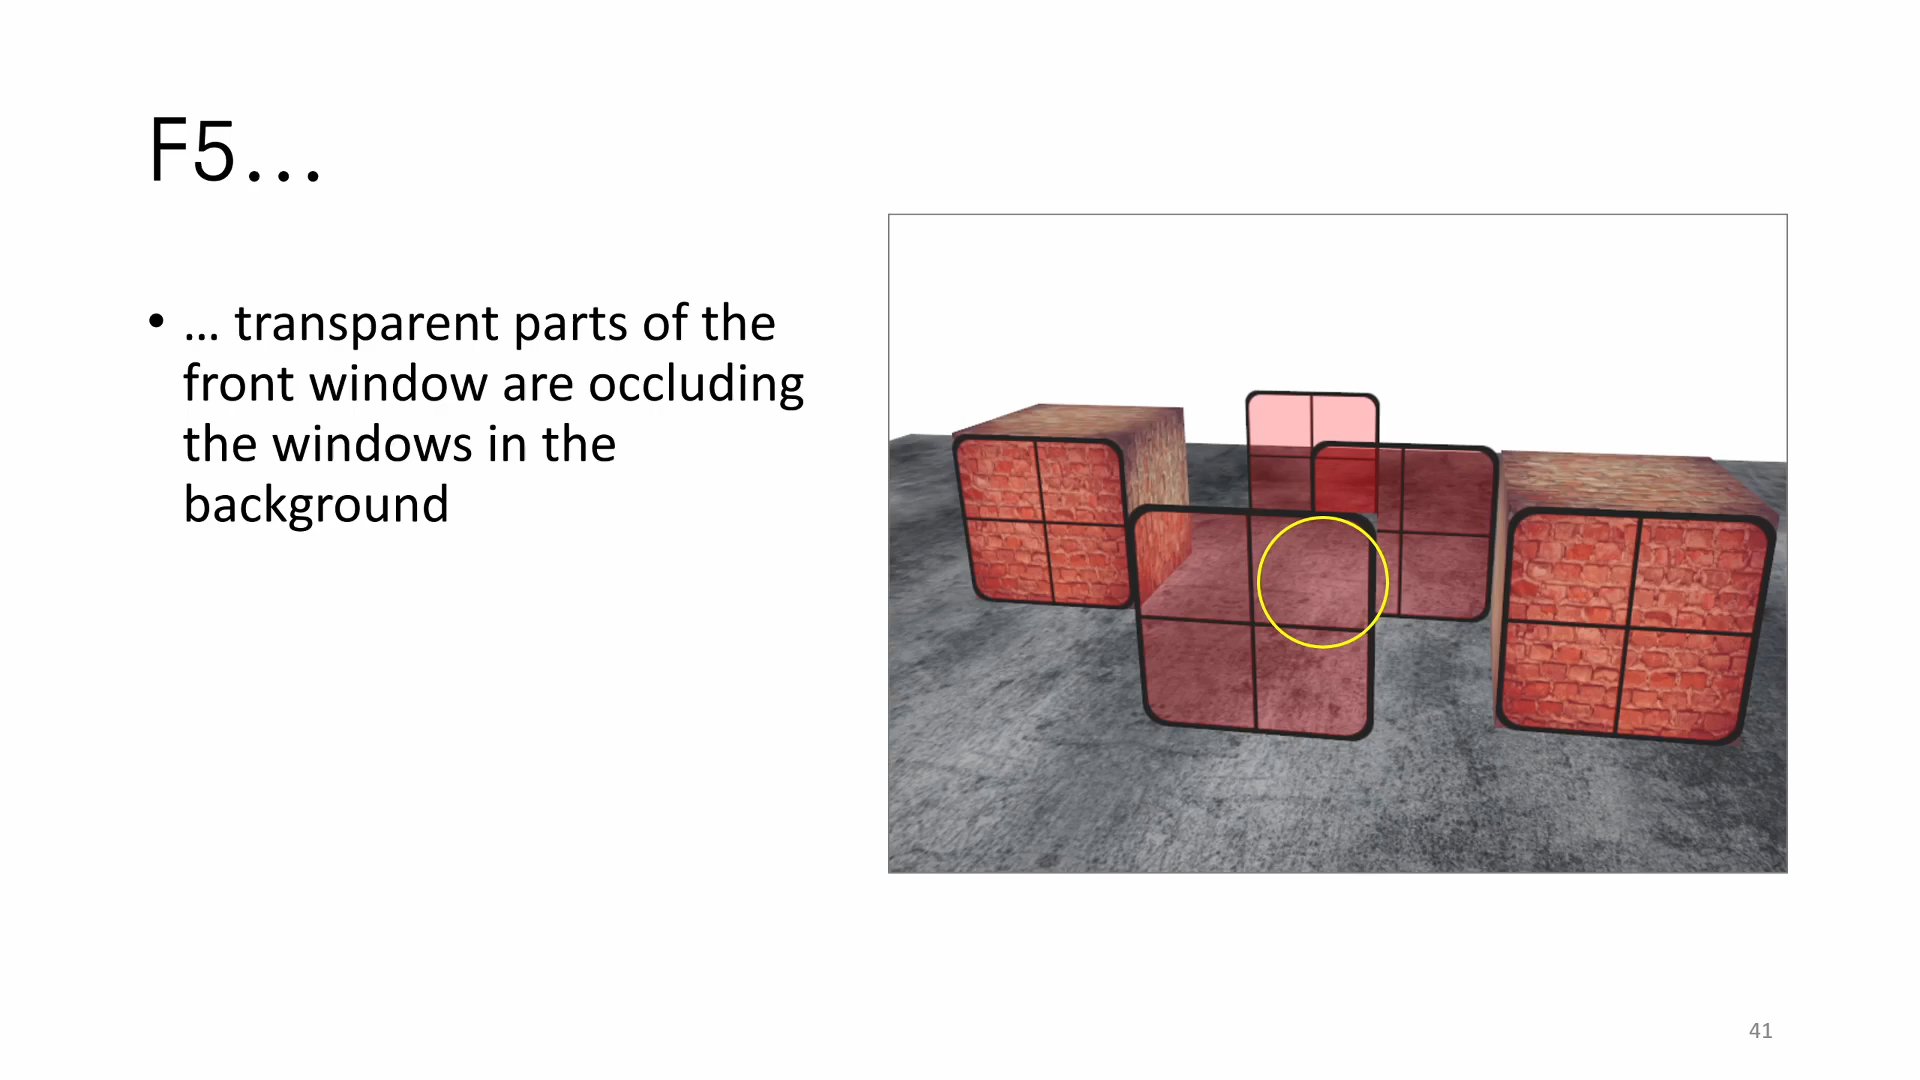 F5...
• ... transparent parts of the
front window are occluding
the windows in the
background
41